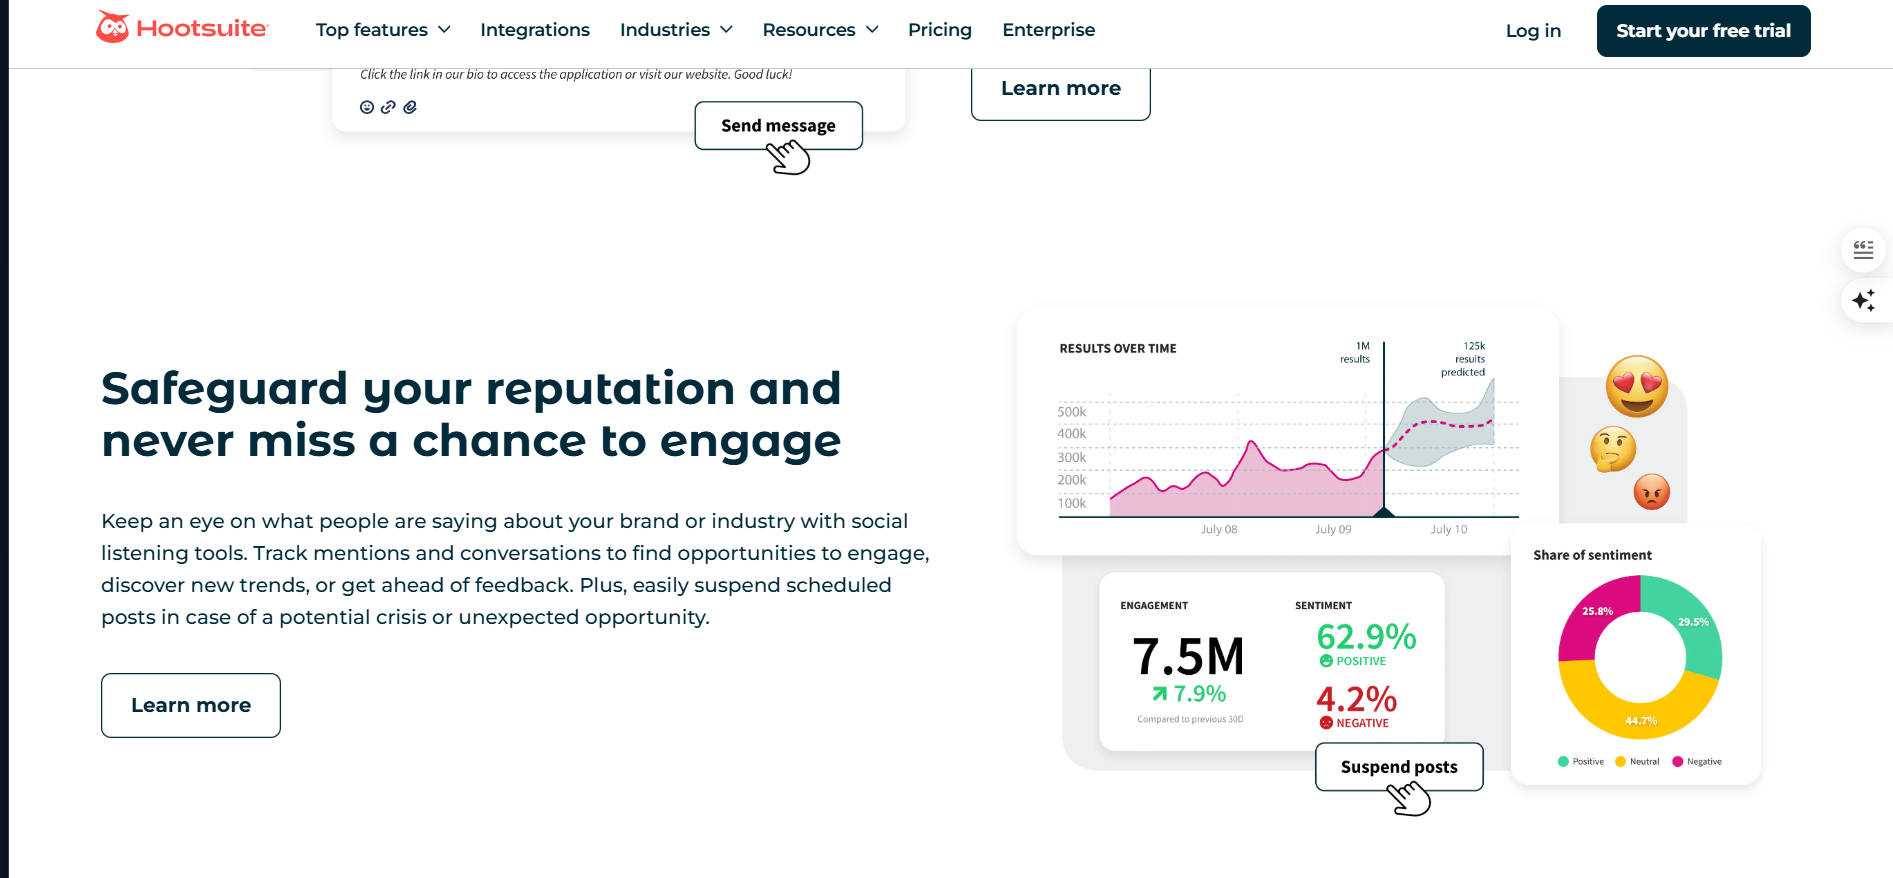 Hootsuite
Top features
Integrations
Industries
Resources
Pricing
Enterprise
Log in
Start your free trial
Click the link in our bio to access the application or visit our website. Good luck!
Send message
Learn more
Safeguard your reputation and
never miss a chance to engage
Keep an eye on what people are saying about your brand or industry with social
listening tools. Track mentions and conversations to find opportunities to engage,
discover new trends, or get ahead of feedback. Plus, easily suspend scheduled
posts in case of a potential crisis or unexpected opportunity.
Learn more
RESULTS OVER TIME
1M
results
125k
results
predicted
500k
400k
300k
200k
100k
July 08
July 09
July 10
ENGAGEMENT
7.5M
7.9%
Compared to previous 30D
SENTIMENT
62.9%
POSITIVE
4.2%
NEGATIVE
Suspend posts
Share of sentiment
25.8%
29.5%
44.7%
Positive
Neutral
Negative